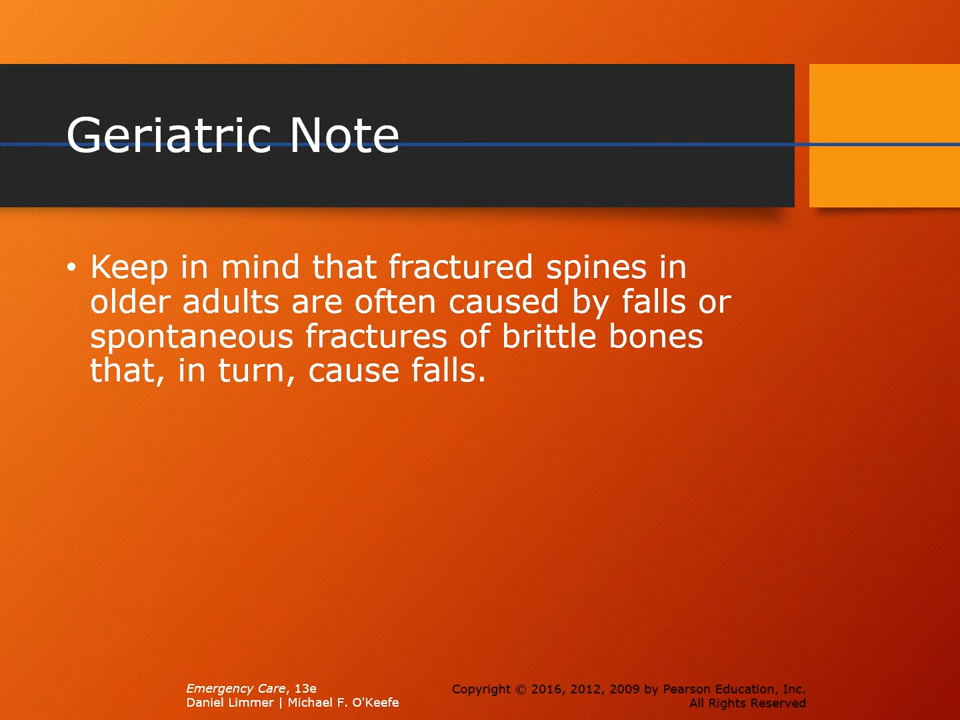 Geriatric Note
• Keep in mind that fractured spines in
older adults are often caused by falls or
spontaneous fractures of brittle bones
that, in turn, cause falls.
Emergency Care, 13e
Daniel Limmer | Michael F. O'Keefe
Copyright © 2016, 2012, 2009 by Pearson Education, Inc.
All Rights Reserved